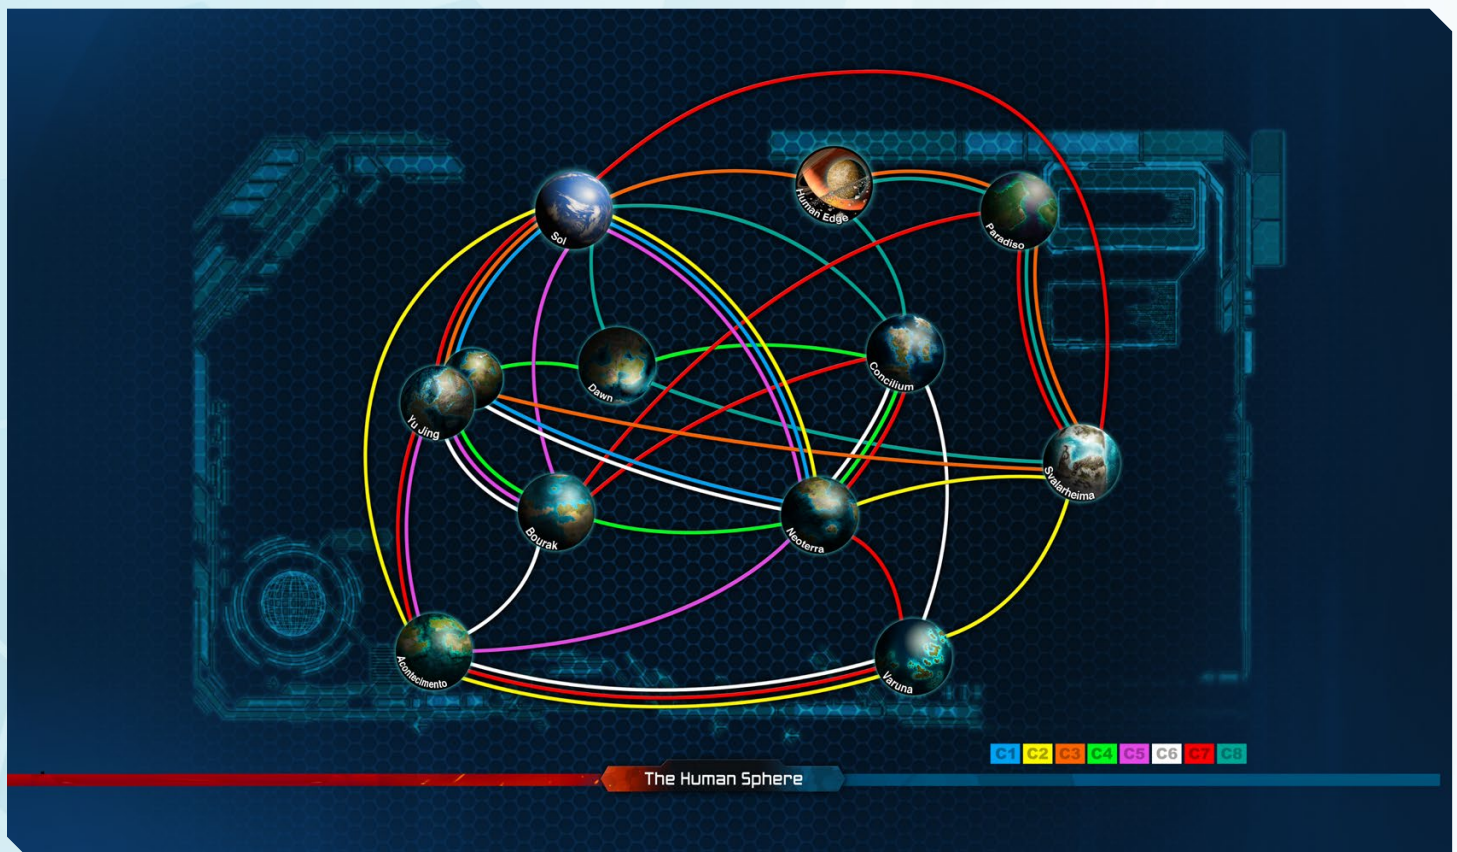 Sol
Human Edge
Paradiso
Dawn
Concilium
Yu Jing
Svalarheima
Bourak
Neoterra
Acontecimento
Varuna
C1 C2 C3 C4 C5 C6 C7 C8
The Human Sphere